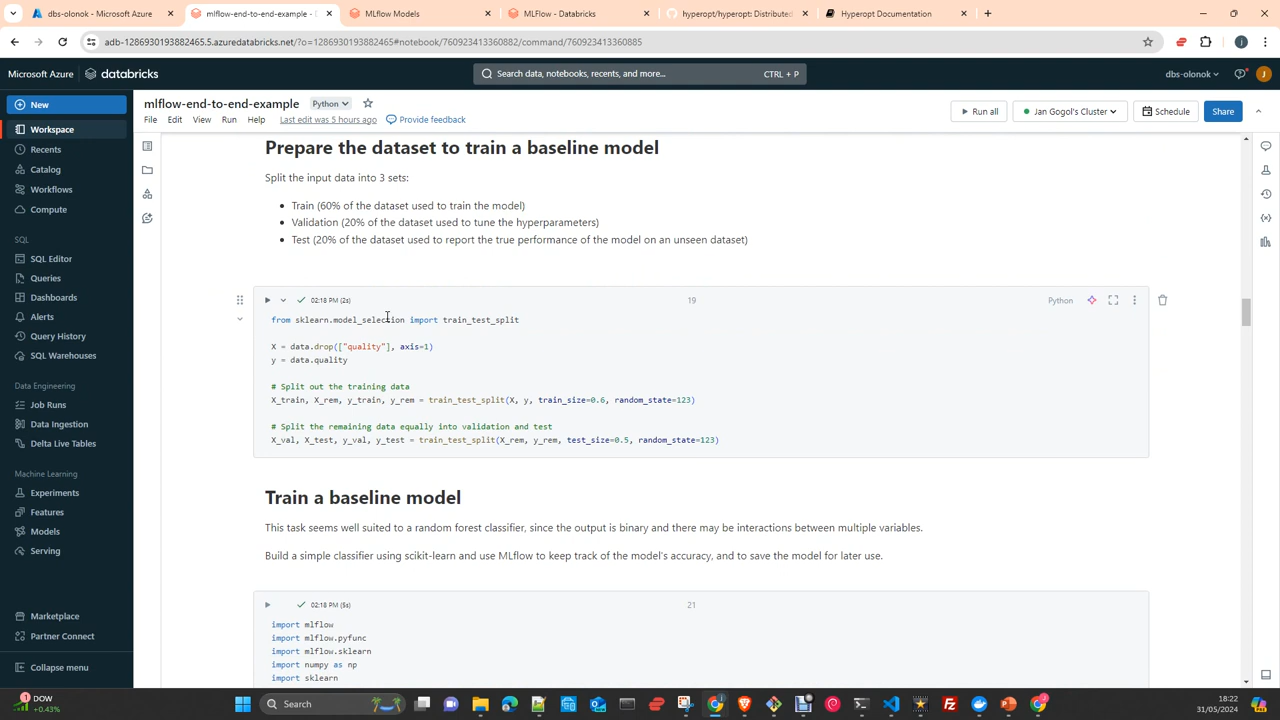 dbs-olonok - Microsoft Azure
mlflow-end-to-end-example -
MLflow Models
MLFlow - Databricks
hyperopt/hyperopt: Distributed
Hyperopt Documentation
adb-1286930193882465.5.azuredatabricks.net/?o=1286930193882465#notebook/760923413360882/command/760923413360885
Microsoft Azure
databricks
Search data, notebooks, recents, and more...
CTRL + P
dbs-olonok
J
New
Workspace
Recents
Catalog
Workflows
Compute
SQL
SQL Editor
Queries
Dashboards
Alerts
Query History
SQL Warehouses
Data Engineering
Job Runs
Data Ingestion
Delta Live Tables
Machine Learning
Experiments
Features
Models
Serving
Marketplace
Partner Connect
Collapse menu
mlflow-end-to-end-example
Python
File Edit View Run Help Last edit was 5 hours ago Provide feedback
Run all
Jan Gogol's Cluster
Schedule
Share
Prepare the dataset to train a baseline model
Split the input data into 3 sets:
• Train (60% of the dataset used to train the model)
• Validation (20% of the dataset used to tune the hyperparameters)
• Test (20% of the dataset used to report the true performance of the model on an unseen dataset)
02:18 PM (2s)
19
Python
from sklearn.model_selection import train_test_split
X = data.drop(["quality"], axis=1)
y = data.quality
# Split out the training data
X_train, X_rem, y_train, y_rem = train_test_split(X, y, train_size=0.6, random_state=123)
# Split the remaining data equally into validation and test
X_val, X_test, y_val, y_test = train_test_split(X_rem, y_rem, test_size=0.5, random_state=123)
Train a baseline model
This task seems well suited to a random forest classifier, since the output is binary and there may be interactions between multiple variables.
Build a simple classifier using scikit-learn and use MLflow to keep track of the model's accuracy, and to save the model for later use.
02:18 PM (5s)
21
import mlflow
import mlflow.pyfunc
import mlflow.sklearn
import numpy as np
import sklearn
DOW
+0.43%
Search
18:22
31/05/2024